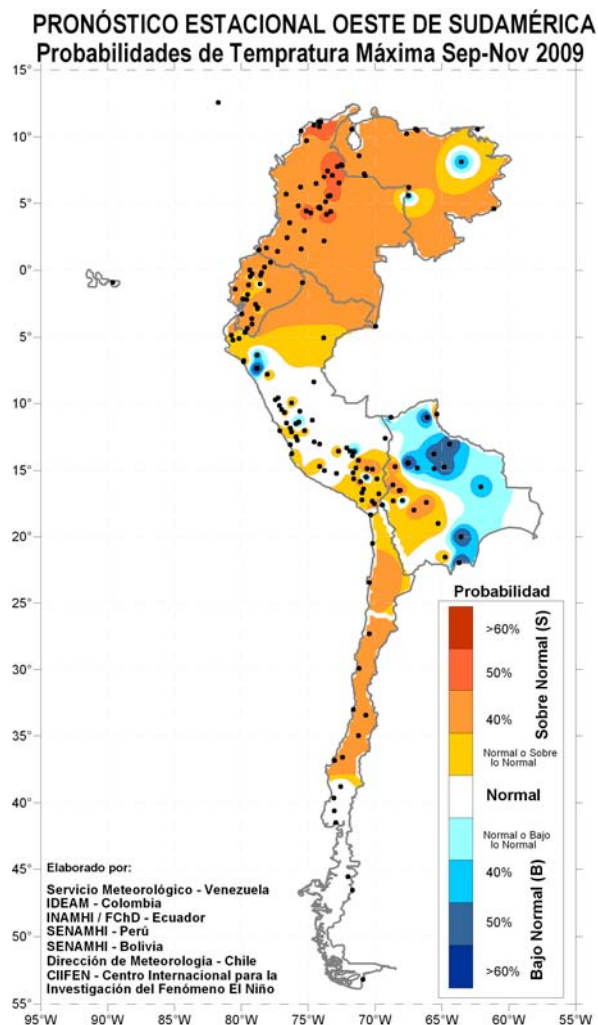 PRONÓSTICO ESTACIONAL OESTE DE SUDAMÉRICA
Probabilidades de Tempratura Máxima Sep-Nov 2009
15°
10°
5°
0°
5°
10°
15°
20°
25°
30°
35°
40°
45°
50°
55°
95°W 90°W 85°W 80°W 75°W 70°W 65°W 60°W 55°W
Probabilidad
>60%
50%
40%
Sobre Normal (S)
Normal o Sobre
lo Normal
Normal
Normal o Bajo
lo Normal
40%
50%
>60%
Bajo Normal (B)
Elaborado por:
Servicio Meteorológico - Venezuela
IDEAM - Colombia
INAMHI / FChD - Ecuador
SENAMHI - Perú
SENAMHI - Bolivia
Dirección de Meteorología - Chile
CIIFEN - Centro Internacional para la
Investigación del Fenómeno El Niño